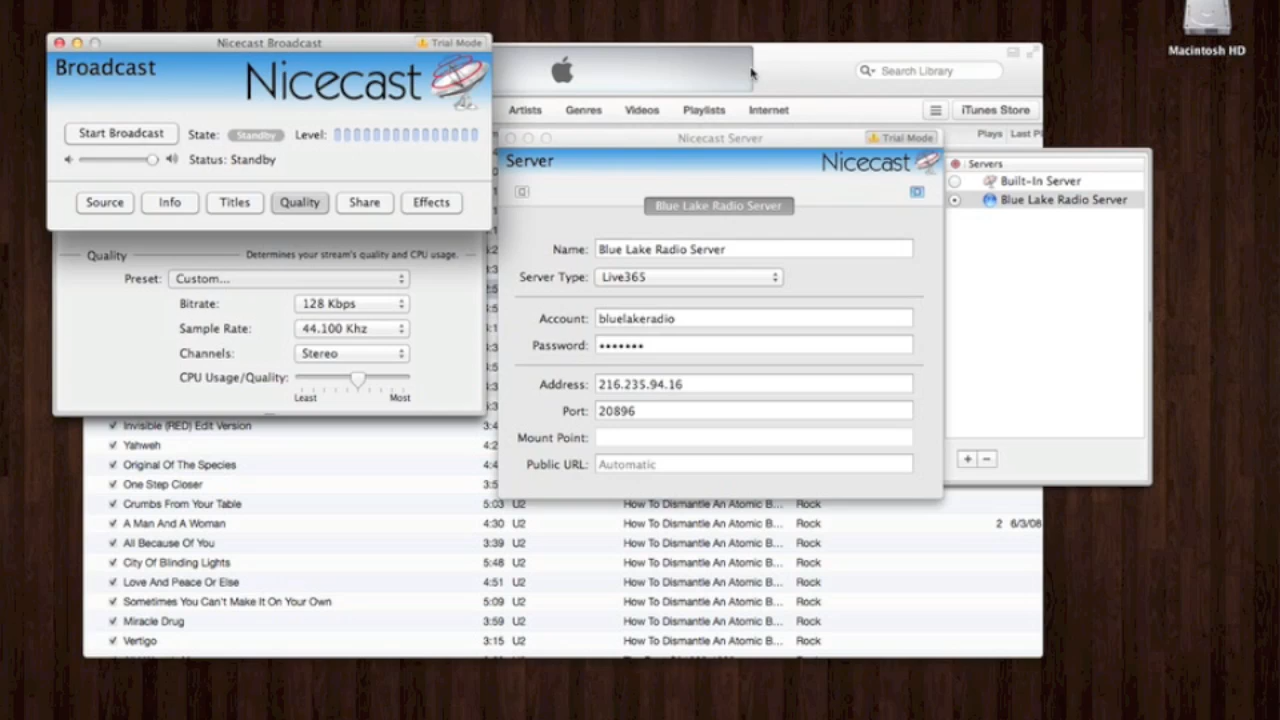 Macintosh HD
Nicecast Broadcast
Trial Mode
Broadcast
Nicecast
Start Broadcast
State: Standby
Level:
Status: Standby
Source
Info
Titles
Quality
Share
Effects
Quality
Determines your stream's quality and CPU usage.
Preset: Custom...
Bitrate: 128 Kbps
Sample Rate: 44.100 Khz
Channels: Stereo
CPU Usage/Quality:
Least Most
Search Library
Artists Genres Videos Playlists Internet
iTunes Store
Plays Last
Nicecast Server
Trial Mode
Server
Nicecast
Blue Lake Radio Server
Name: Blue Lake Radio Server
Server Type: Live365
Account: bluelakeradio
Password: •••••••
Address: 216.235.94.16
Port: 20896
Mount Point:
Public URL: Automatic
Servers
Built-In Server
Blue Lake Radio Server
+ −
Invisible (RED) Edit Version
Yahweh
Original Of The Species
One Step Closer
Crumbs From Your Table 5:03 U2 How To Dismantle An Atomic B... Rock
A Man And A Woman 4:30 U2 How To Dismantle An Atomic B... Rock 2 6/3/08
All Because Of You 3:39 U2 How To Dismantle An Atomic B... Rock
City Of Blinding Lights 5:48 U2 How To Dismantle An Atomic B... Rock
Love And Peace Or Else 4:51 U2 How To Dismantle An Atomic B... Rock
Sometimes You Can't Make It On Your Own 5:09 U2 How To Dismantle An Atomic B... Rock
Miracle Drug 3:59 U2 How To Dismantle An Atomic B... Rock
Vertigo 3:15 U2 How To Dismantle An Atomic B... Rock